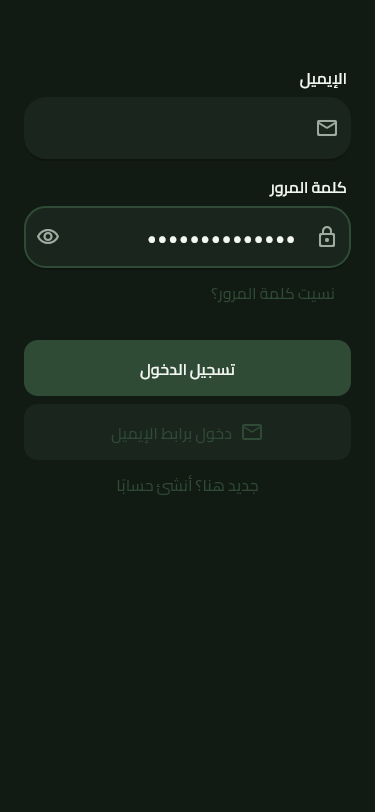 الإيميل
كلمة المرور
••••••••••••••
نسيت كلمة المرور؟
تسجيل الدخول
دخول برابط الإيميل
جديد هنا؟ أنشئ حسابًا